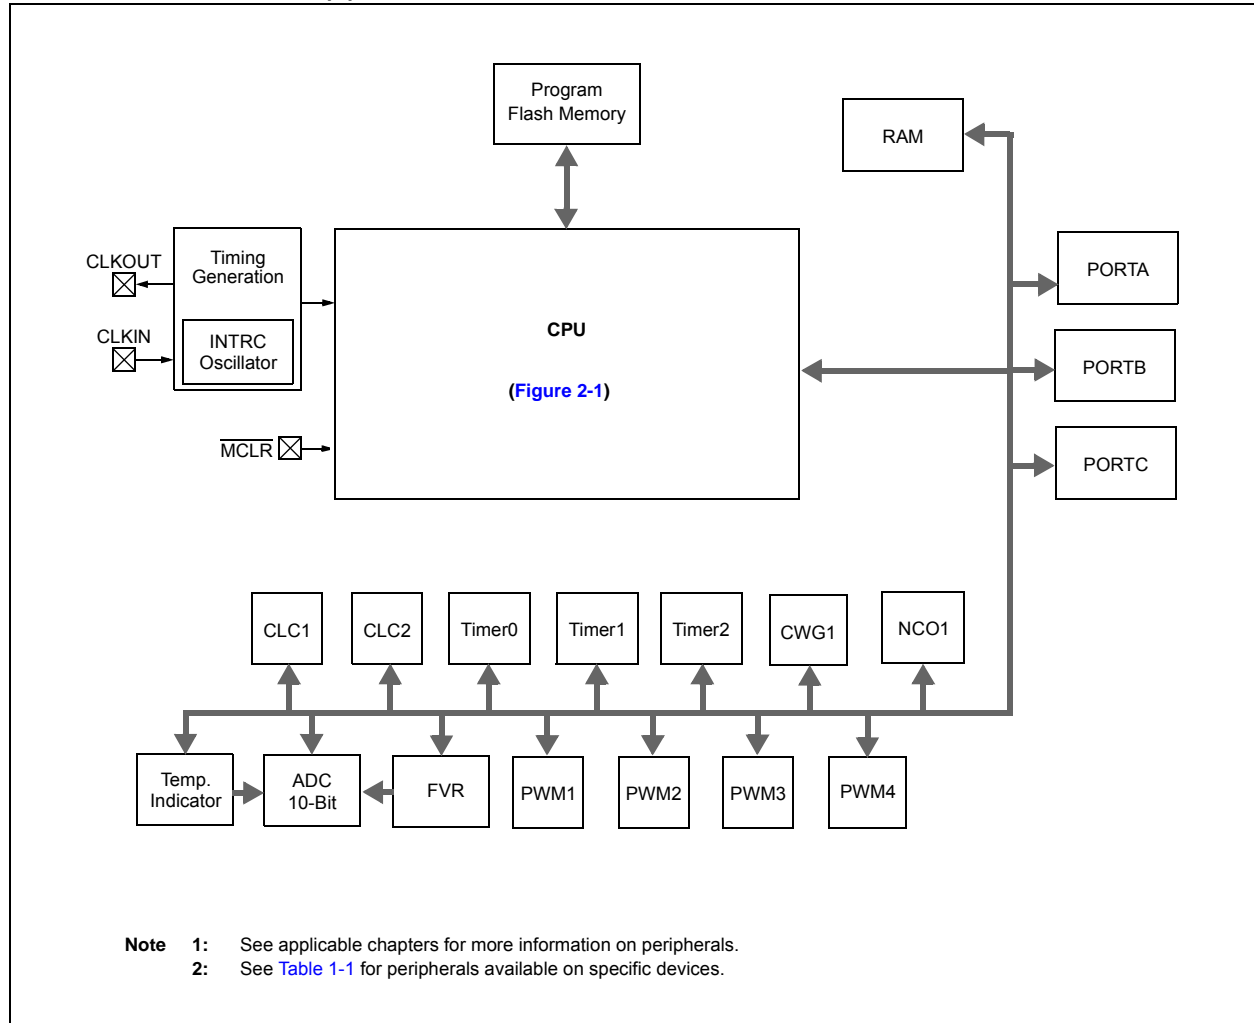 Program
Flash Memory
RAM
CLKOUT
Timing
Generation
PORTA
CLKIN
INTRC
Oscillator
CPU
(Figure 2-1)
PORTB
MCLR
PORTC
CLC1
CLC2
Timer0
Timer1
Timer2
CWG1
NCO1
Temp.
Indicator
ADC
10-Bit
FVR
PWM1
PWM2
PWM3
PWM4
Note 1: See applicable chapters for more information on peripherals.
2: See Table 1-1 for peripherals available on specific devices.